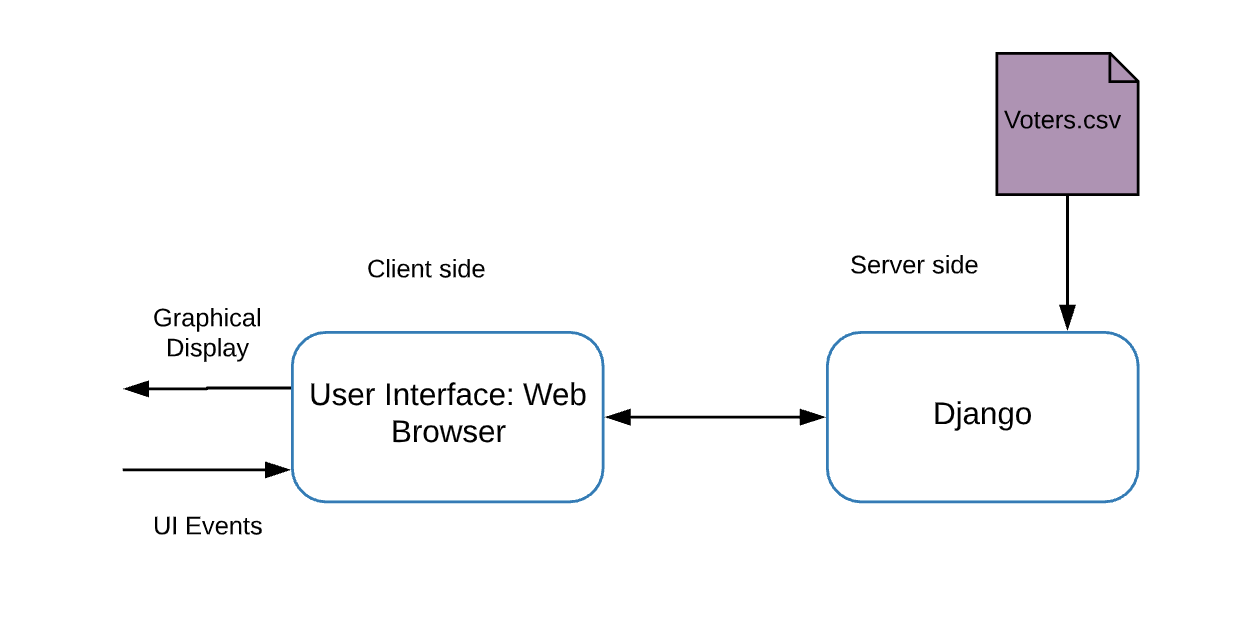 Voters.csv
Client side
Server side
Graphical
Display
User Interface: Web
Browser
Django
UI Events